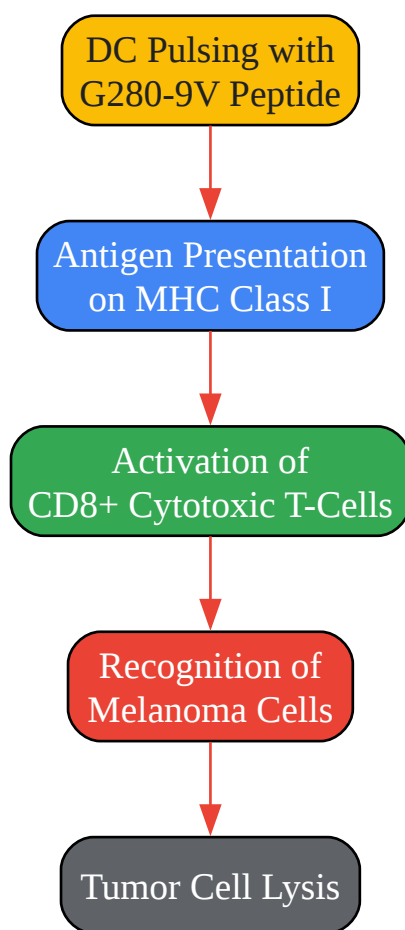 DC Pulsing with
G280-9V Peptide
Antigen Presentation
on MHC Class I
Activation of
CD8+ Cytotoxic T-Cells
Recognition of
Melanoma Cells
Tumor Cell Lysis